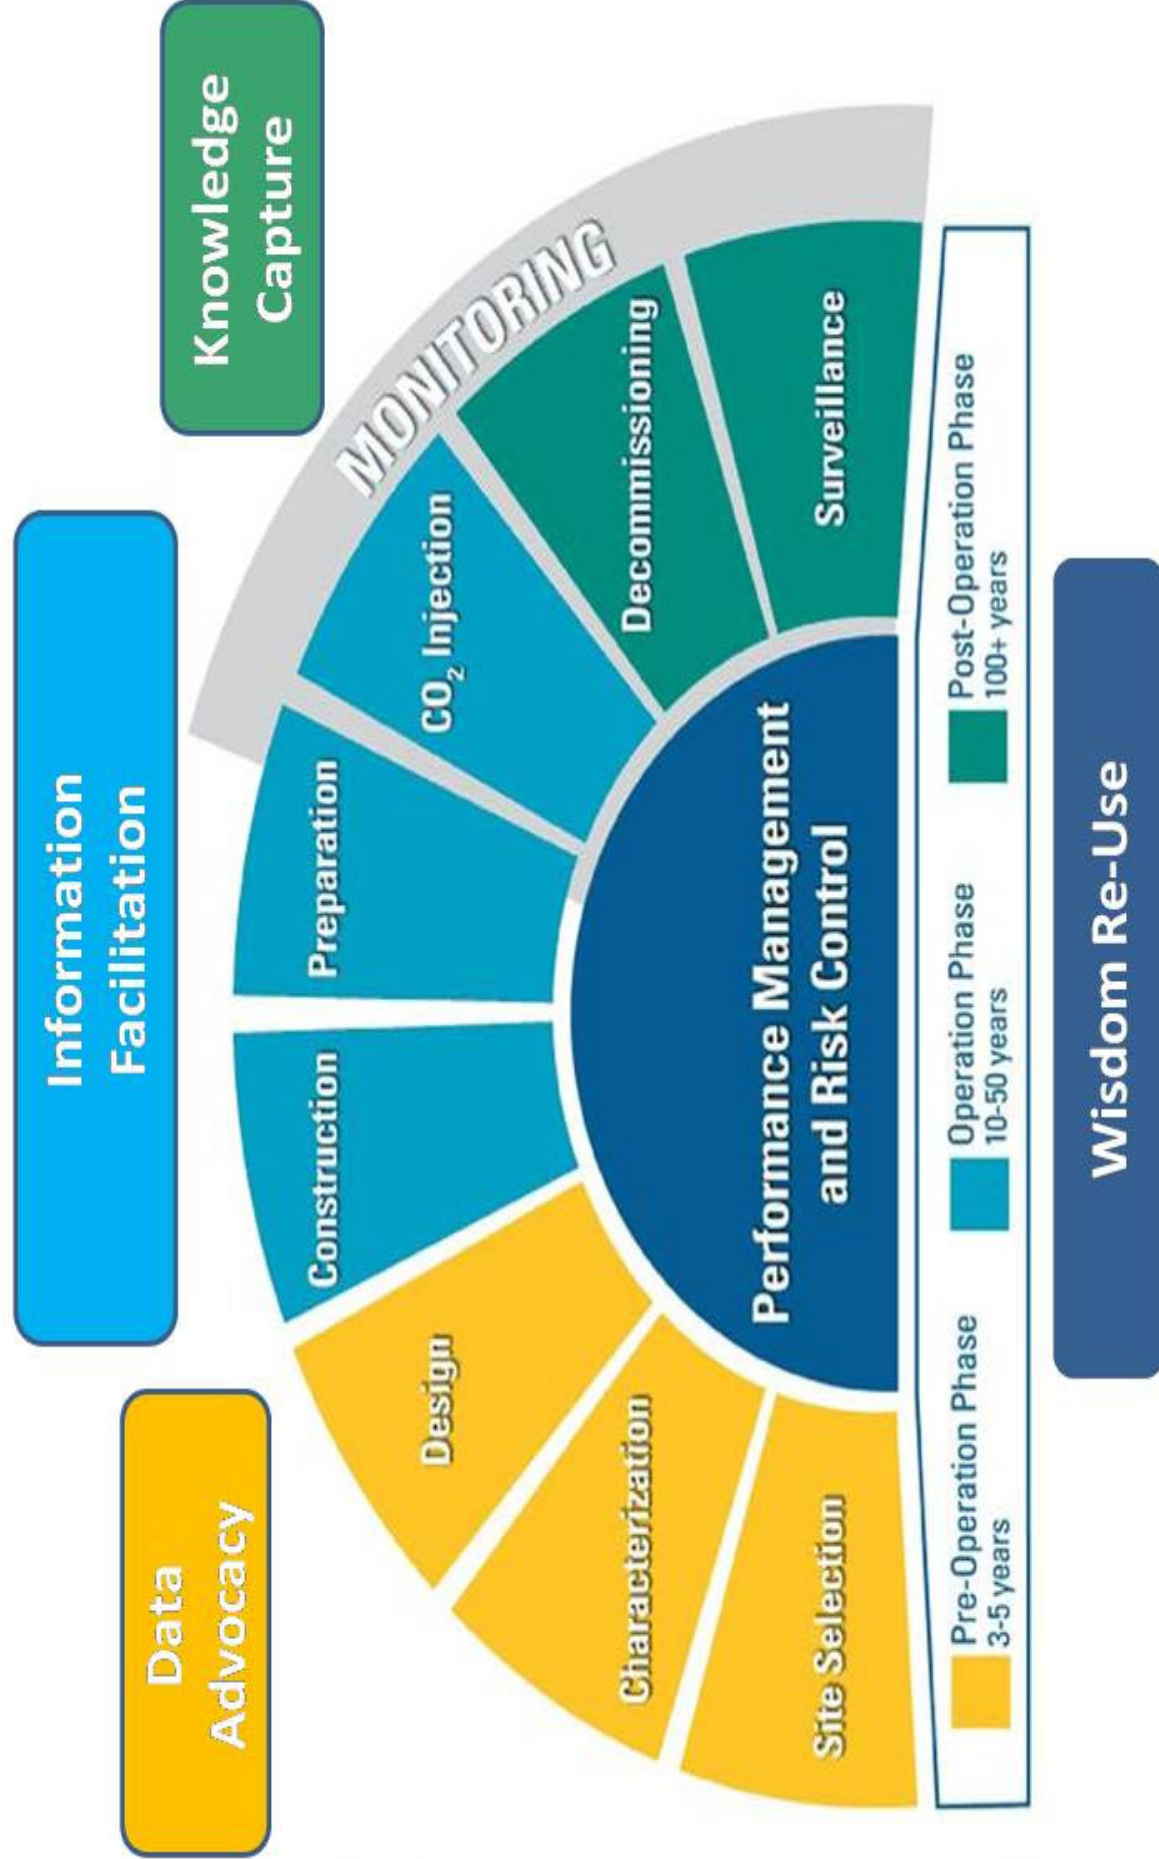 Data
Advocacy
Information
Facilitation
Knowledge
Capture
MONITORING
Site Selection
Characterization
Design
Construction
Preparation
CO₂ Injection
Decommissioning
Surveillance
Performance Management
and Risk Control
Pre-Operation Phase
3-5 years
Operation Phase
10-50 years
Post-Operation Phase
100+ years
Wisdom Re-Use